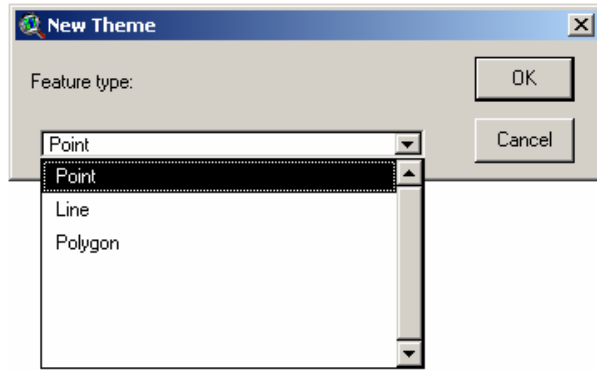 New Theme
Feature type:
OK
Point
Cancel
Point
Line
Polygon